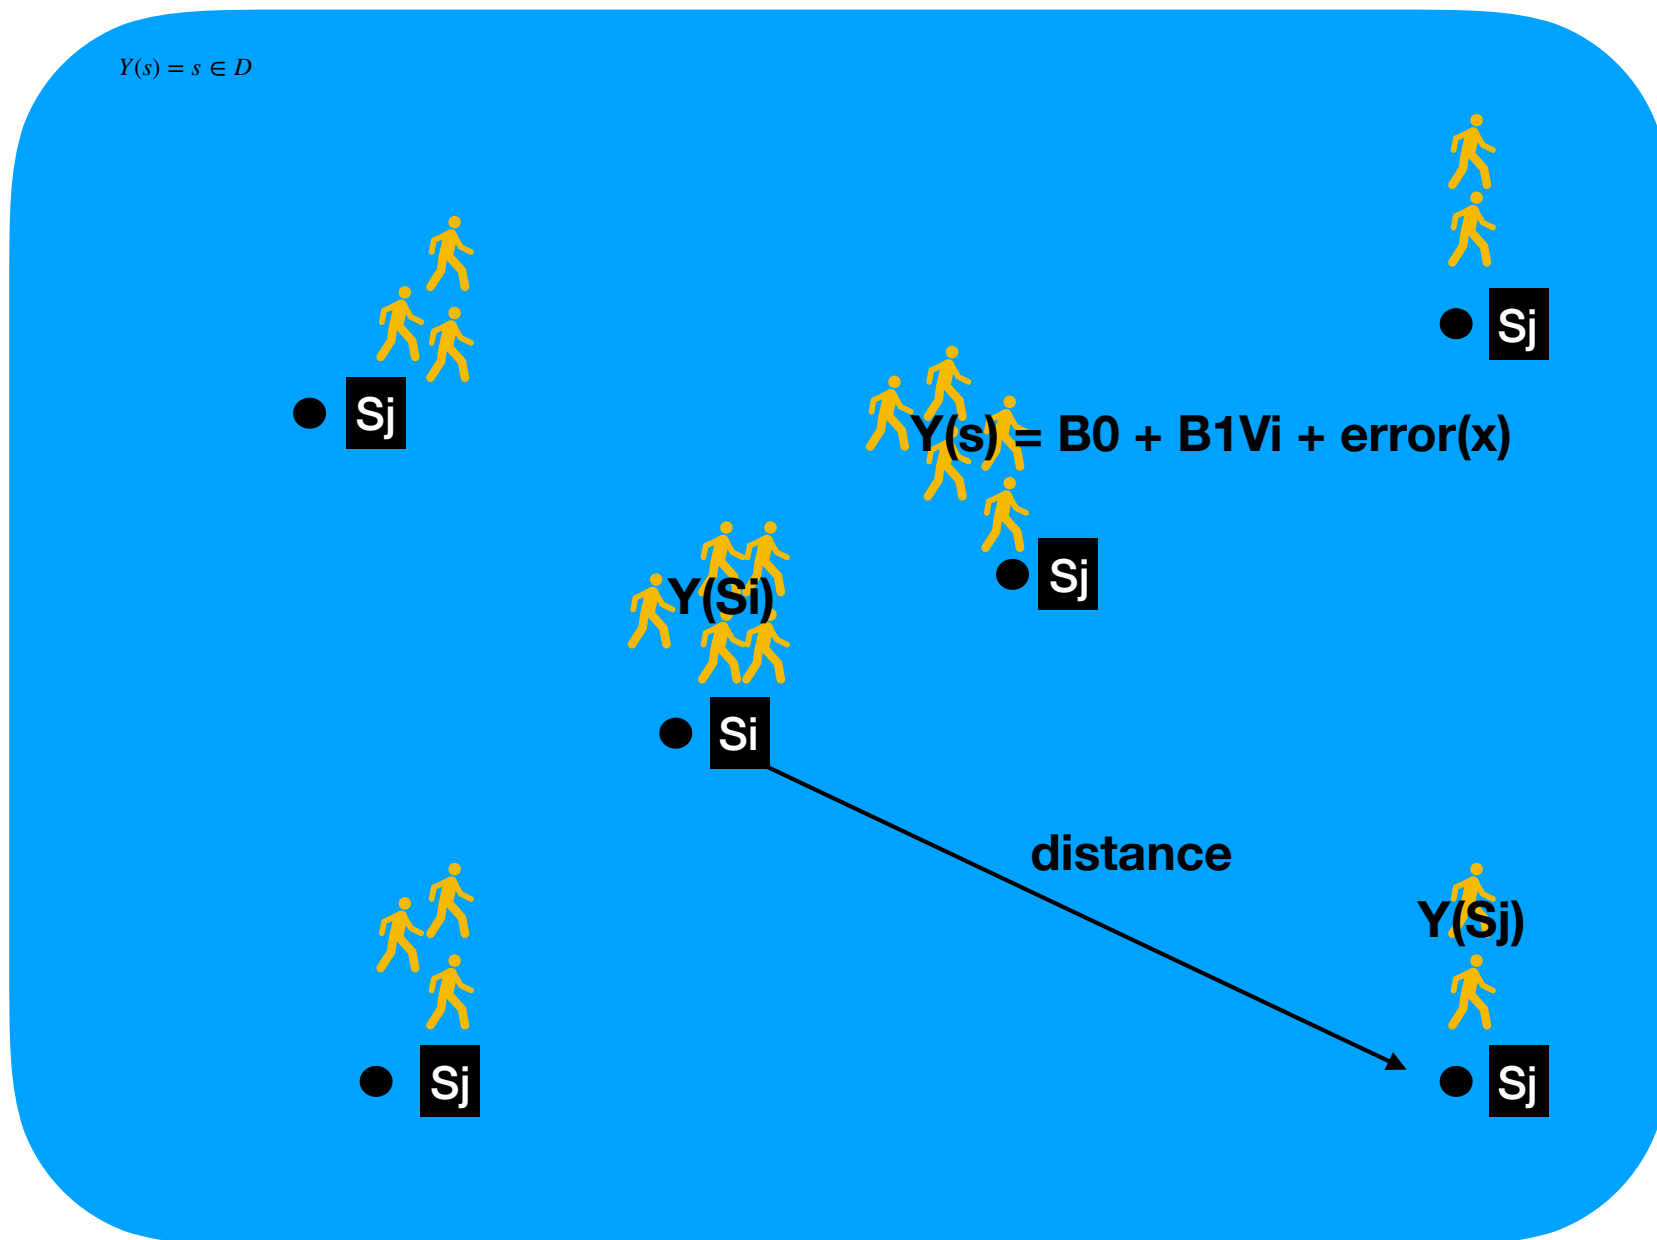 Y(s) = s ∈ D
Sj
Sj
Y(s) = B0 + B1Vi + error(x)
Sj
Y(Si)
Si
distance
Y(Sj)
Sj
Sj